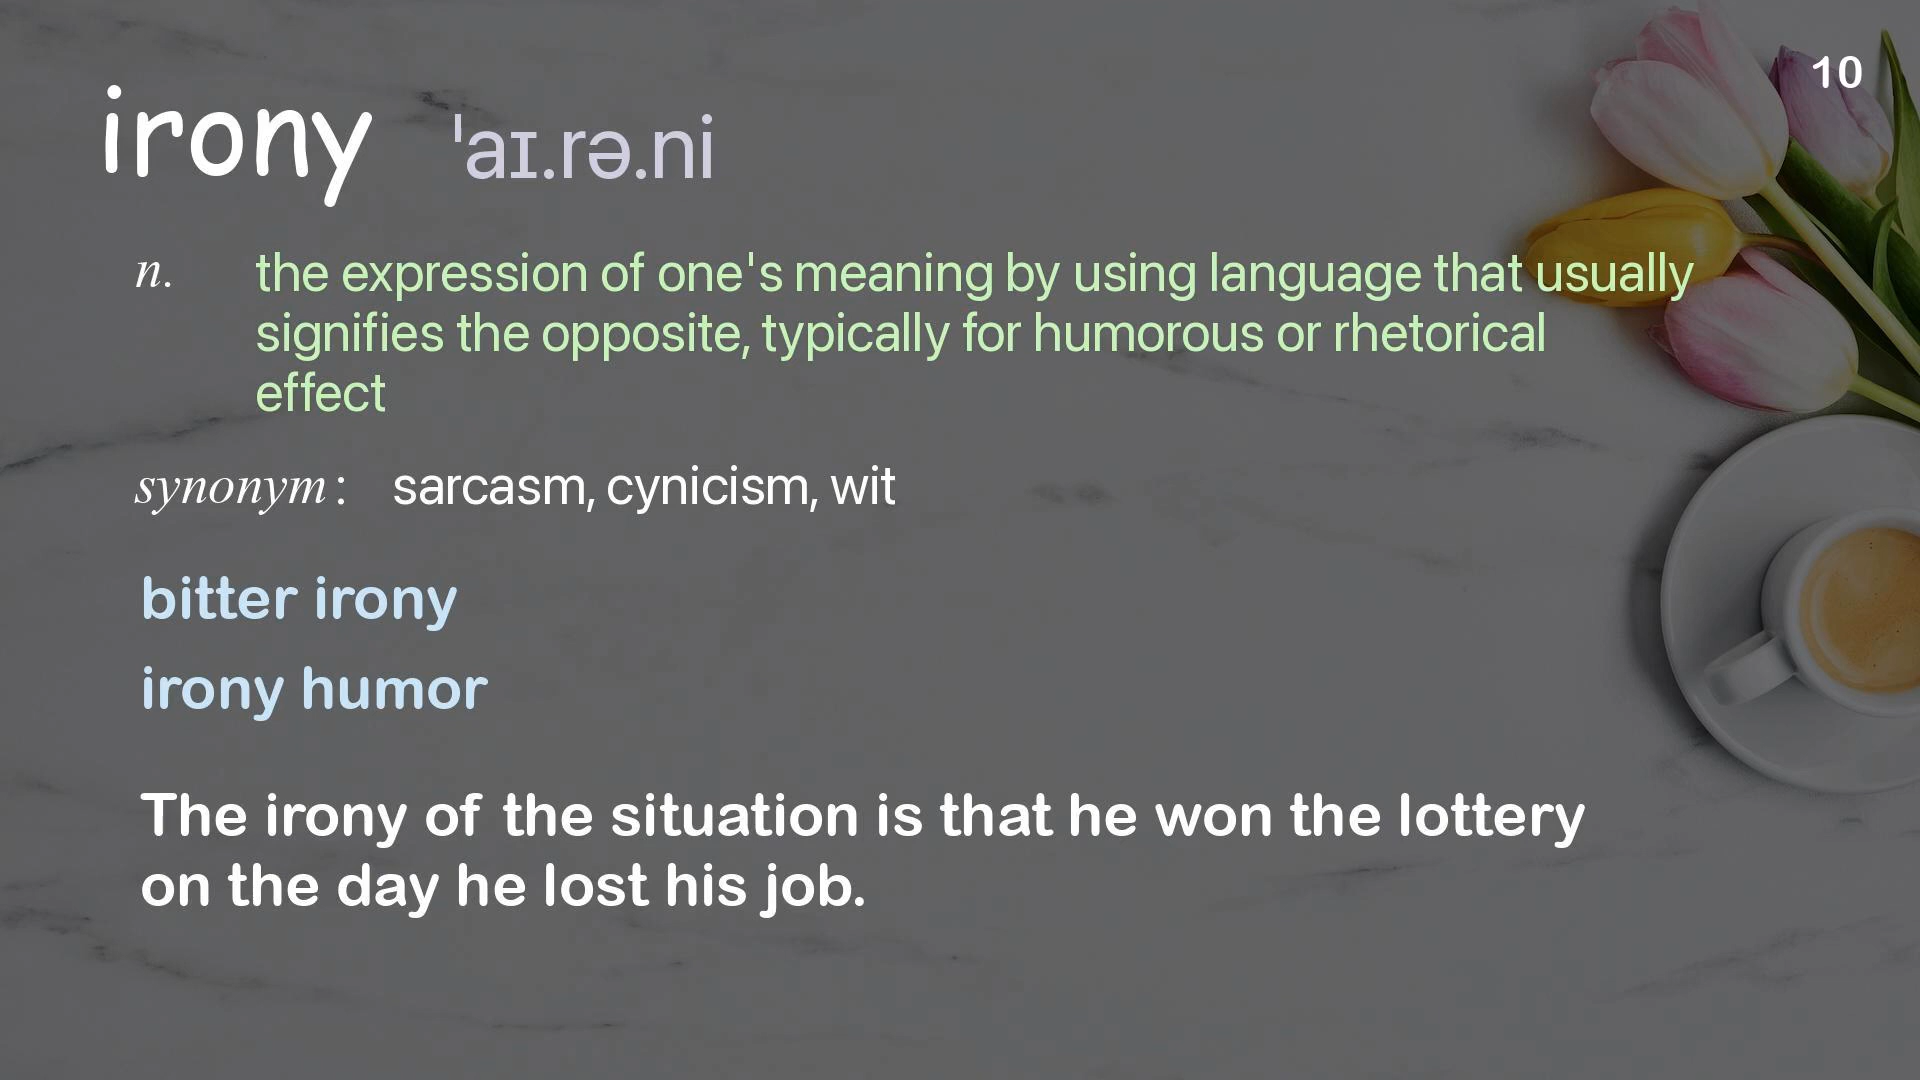 10
irony ˈaɪ.rə.ni
n. the expression of one's meaning by using language that usually
signifies the opposite, typically for humorous or rhetorical
effect
synonym: sarcasm, cynicism, wit
bitter irony
irony humor
The irony of the situation is that he won the lottery
on the day he lost his job.